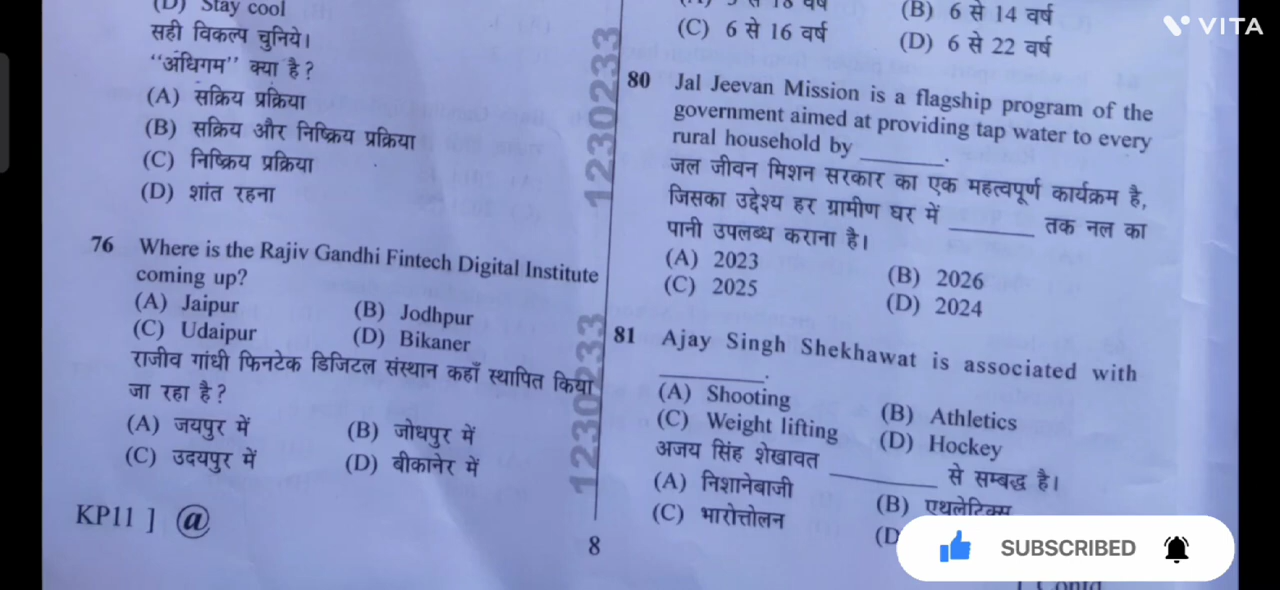 (D) Stay cool
सही विकल्प चुनिये।
“अधिगम” क्या है?
(A) सक्रिय प्रक्रिया
(B) सक्रिय और निष्क्रिय प्रक्रिया
(C) निष्क्रिय प्रक्रिया
(D) शांत रहना
76 Where is the Rajiv Gandhi Fintech Digital Institute
coming up?
(A) Jaipur (B) Jodhpur
(C) Udaipur (D) Bikaner
राजीव गांधी फिनटेक डिजिटल संस्थान कहाँ स्थापित किया
जा रहा है?
(A) जयपुर में (B) जोधपुर में
(C) उदयपुर में (D) बीकानेर में
KP11 ] @
8
1230233
1230233
(B) 6 से 14 वर्ष
(C) 6 से 16 वर्ष (D) 6 से 22 वर्ष
80 Jal Jeevan Mission is a flagship program of the
government aimed at providing tap water to every
rural household by ________.
जल जीवन मिशन सरकार का एक महत्वपूर्ण कार्यक्रम है,
जिसका उद्देश्य हर ग्रामीण घर में ________ तक नल का
पानी उपलब्ध कराना है।
(A) 2023 (B) 2026
(C) 2025 (D) 2024
81 Ajay Singh Shekhawat is associated with
________.
(A) Shooting (B) Athletics
(C) Weight lifting (D) Hockey
अजय सिंह शेखावत ________ से सम्बद्ध है।
(A) निशानेबाजी (B) एथलेटिक्स
(C) भारोत्तोलन (D
VITA
SUBSCRIBED